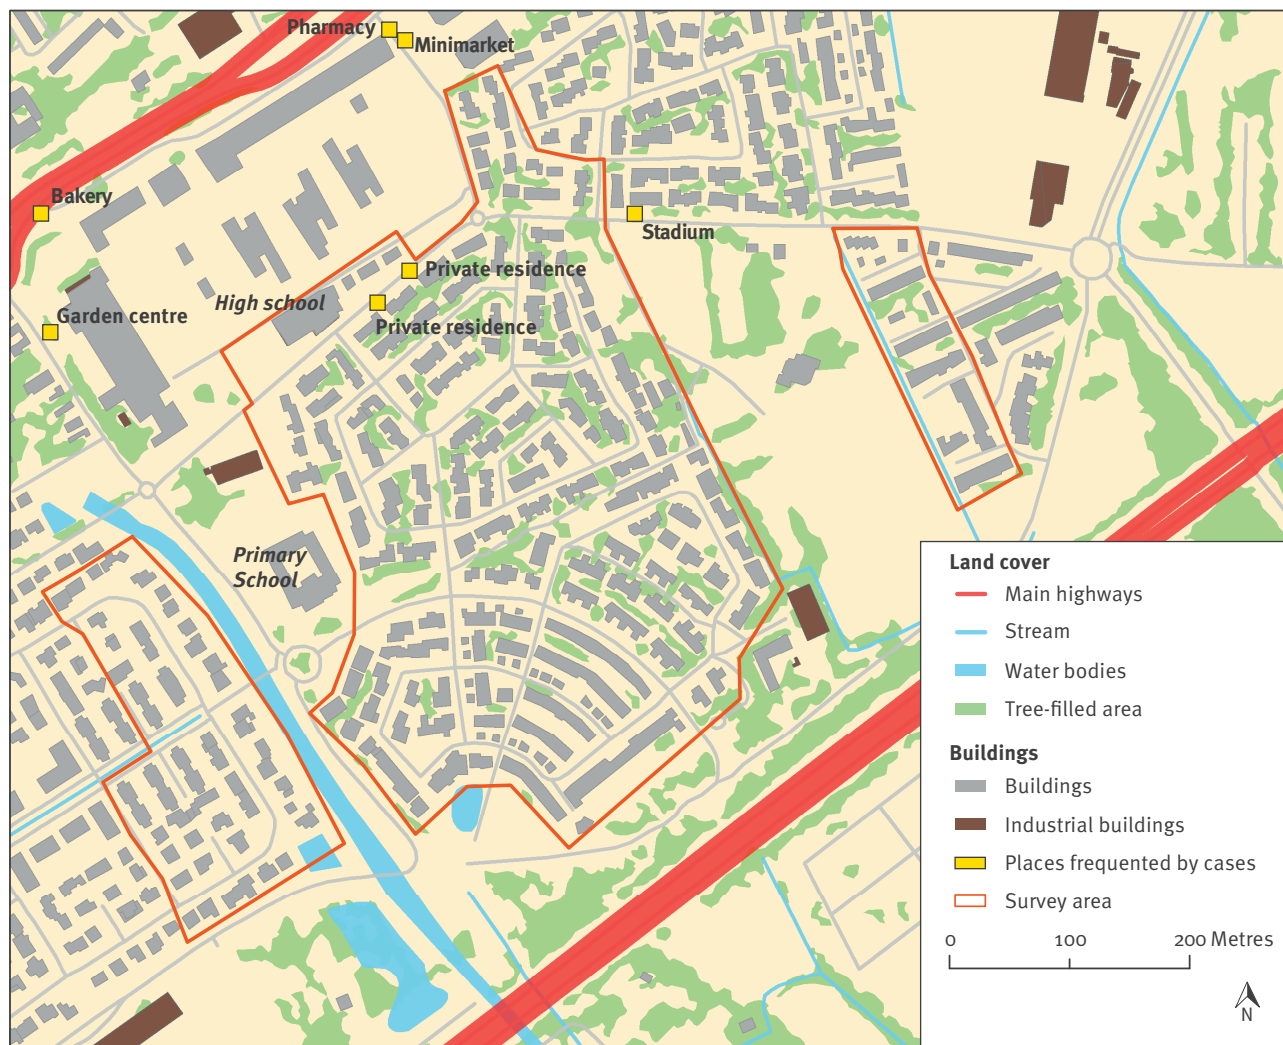 Pharmacy
Minimarket
Bakery
Stadium
Private residence
High school
Garden centre
Private residence
Primary
School
Land cover
Main highways
Stream
Water bodies
Tree-filled area
Buildings
Buildings
Industrial buildings
Places frequented by cases
Survey area
0 100 200 Metres
N